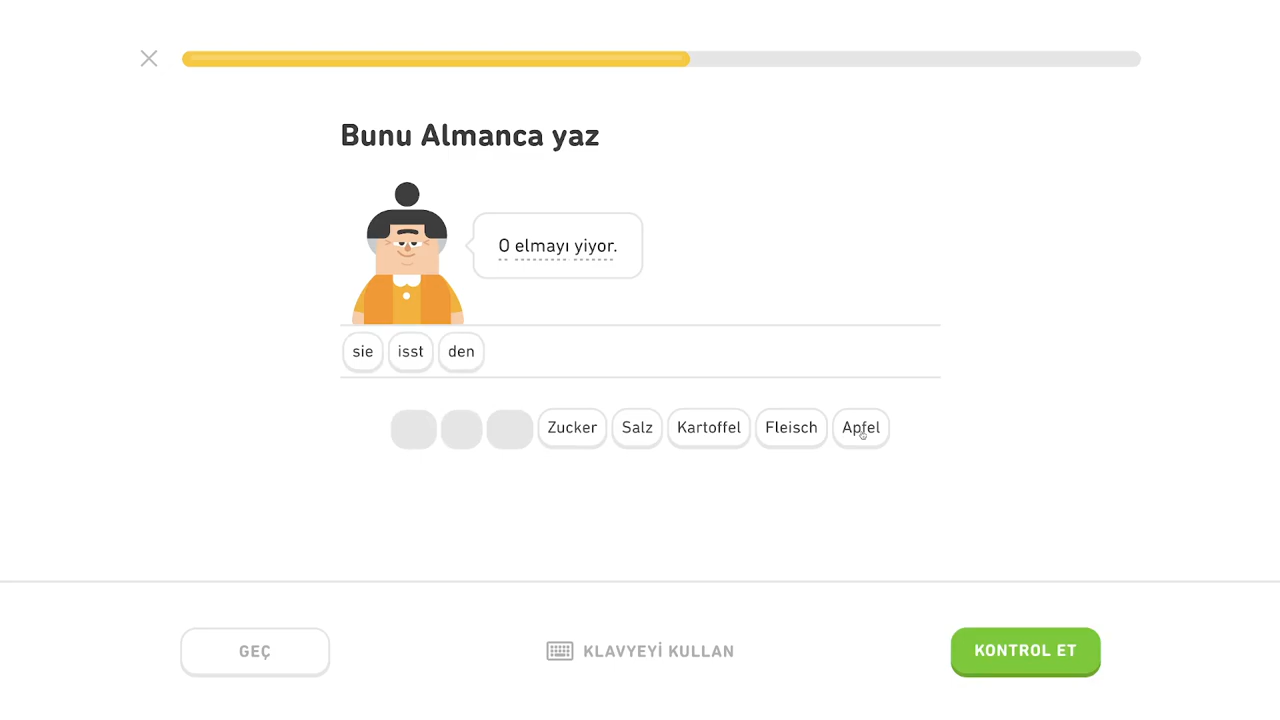 Bunu Almanca yaz
O elmayı yiyor.
sie isst den
Zucker Salz Kartoffel Fleisch Apfel
GEÇ KLAVYEYİ KULLAN KONTROL ET